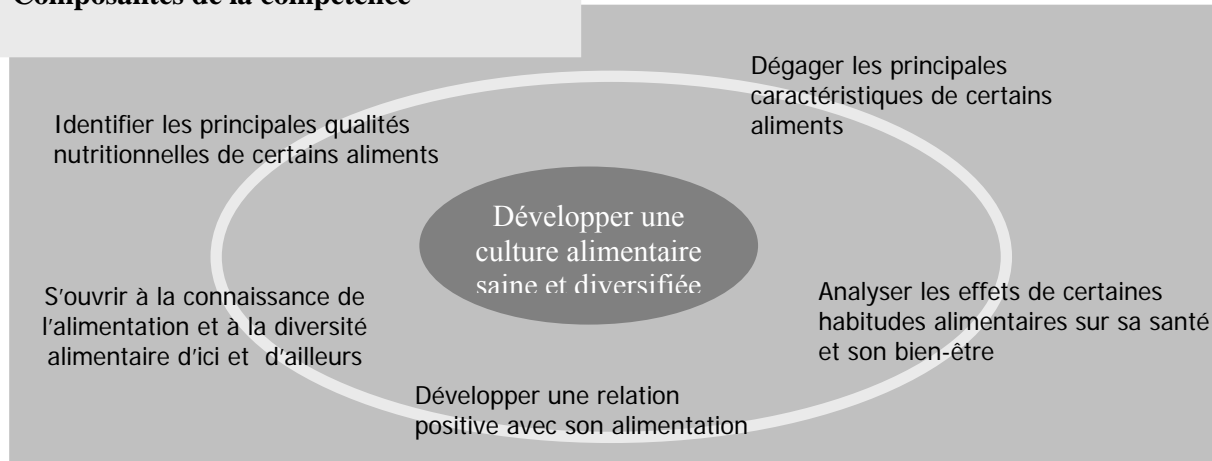 Composantes de la compétence
Dégager les principales
caractéristiques de certains
aliments
Identifier les principales qualités
nutritionnelles de certains aliments
Développer une
culture alimentaire
saine et diversifiée
S'ouvrir à la connaissance de
l'alimentation et à la diversité
alimentaire d'ici et d'ailleurs
Analyser les effets de certaines
habitudes alimentaires sur sa santé
et son bien-être
Développer une relation
positive avec son alimentation